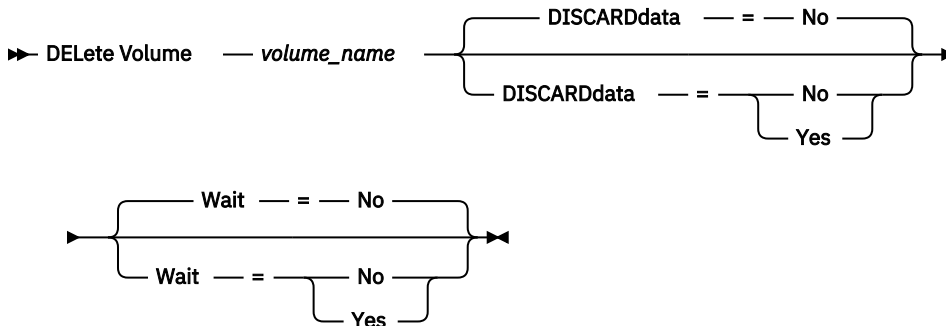 DISCARDdata = No
DELete Volume volume_name
DISCARDdata = No
Yes
Wait = No
Wait = No
Yes